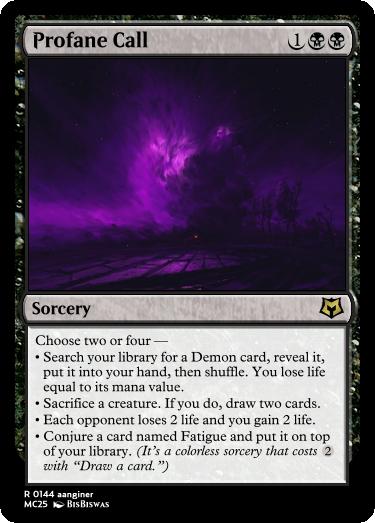 Profane Call 1
Sorcery
Choose two or four —
• Search your library for a Demon card, reveal it,
put it into your hand, then shuffle. You lose life
equal to its mana value.
• Sacrifice a creature. If you do, draw two cards.
• Each opponent loses 2 life and you gain 2 life.
• Conjure a card named Fatigue and put it on top
of your library. (It's a colorless sorcery that costs 2
with “Draw a card.”)
R 0144 aanginer
MC25 BisBiswas